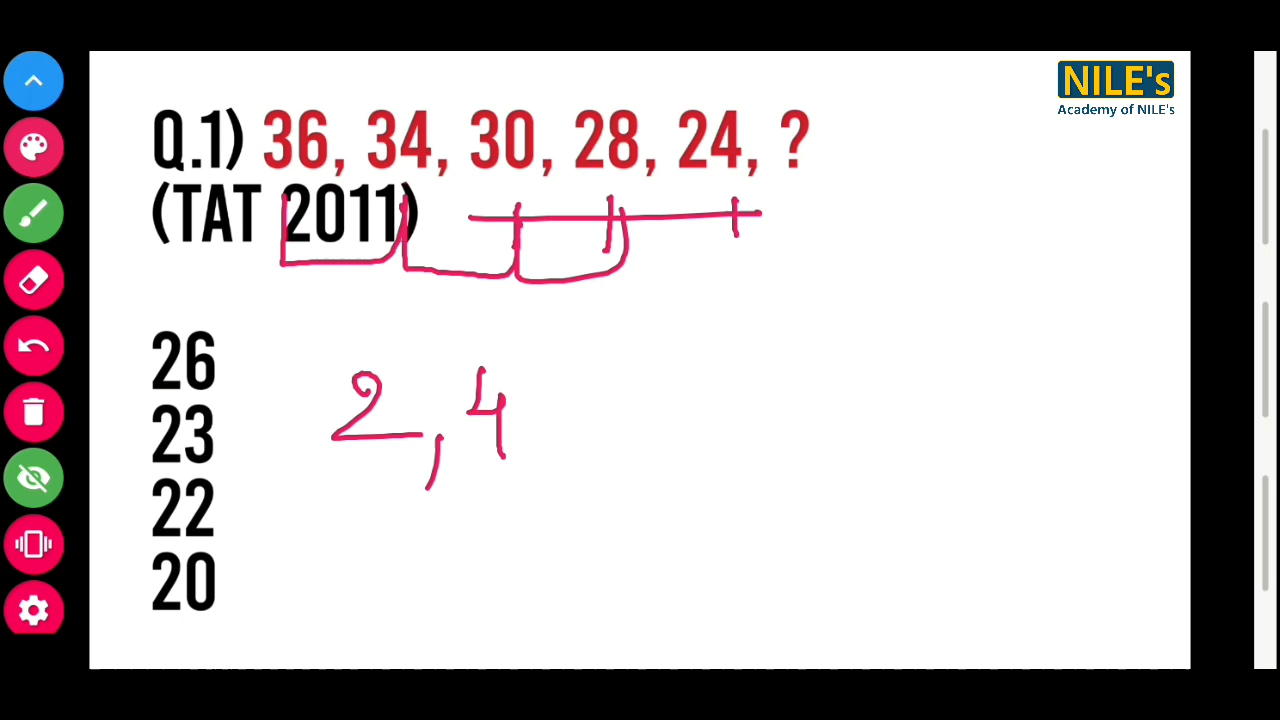 NILE's
Academy of NILE's
Q.1) 36, 34, 30, 28, 24, ?
(TAT 2011)
26
23
22
20
2, 4